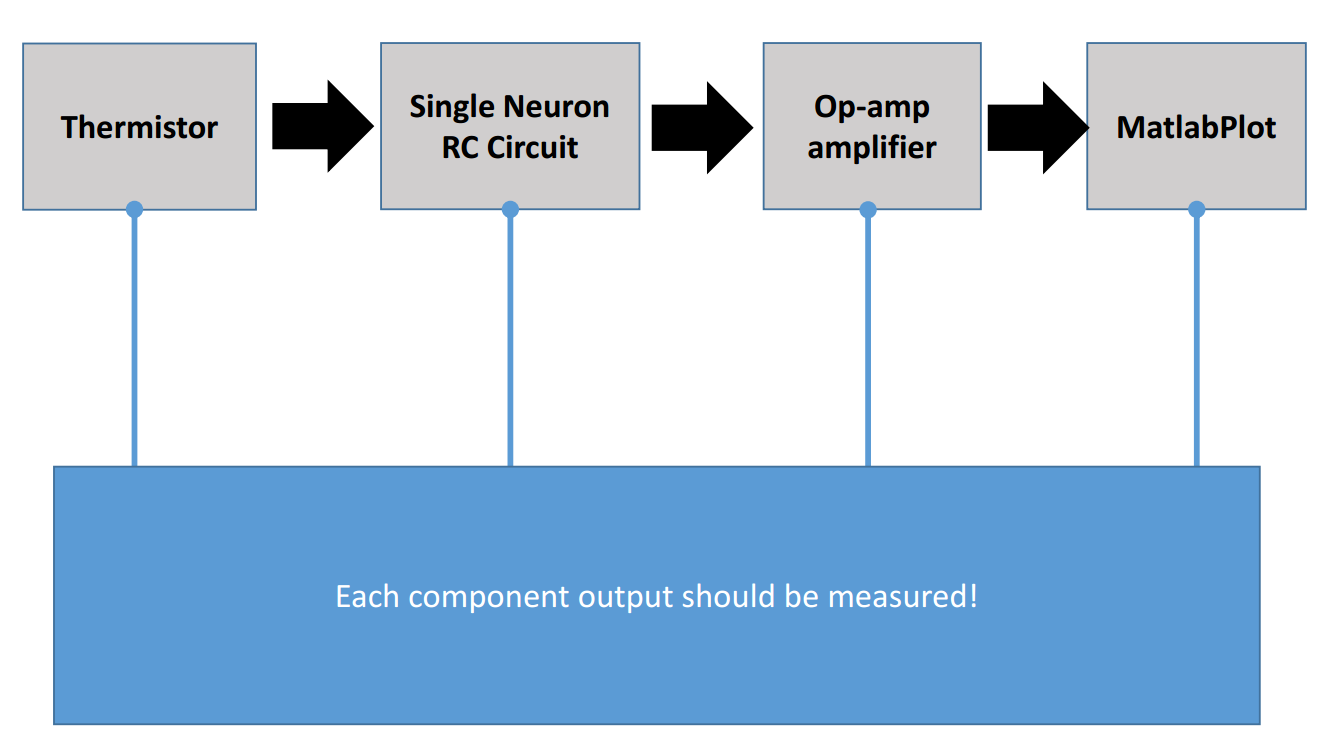 Thermistor
Single Neuron
RC Circuit
Op-amp
amplifier
MatlabPlot
Each component output should be measured!